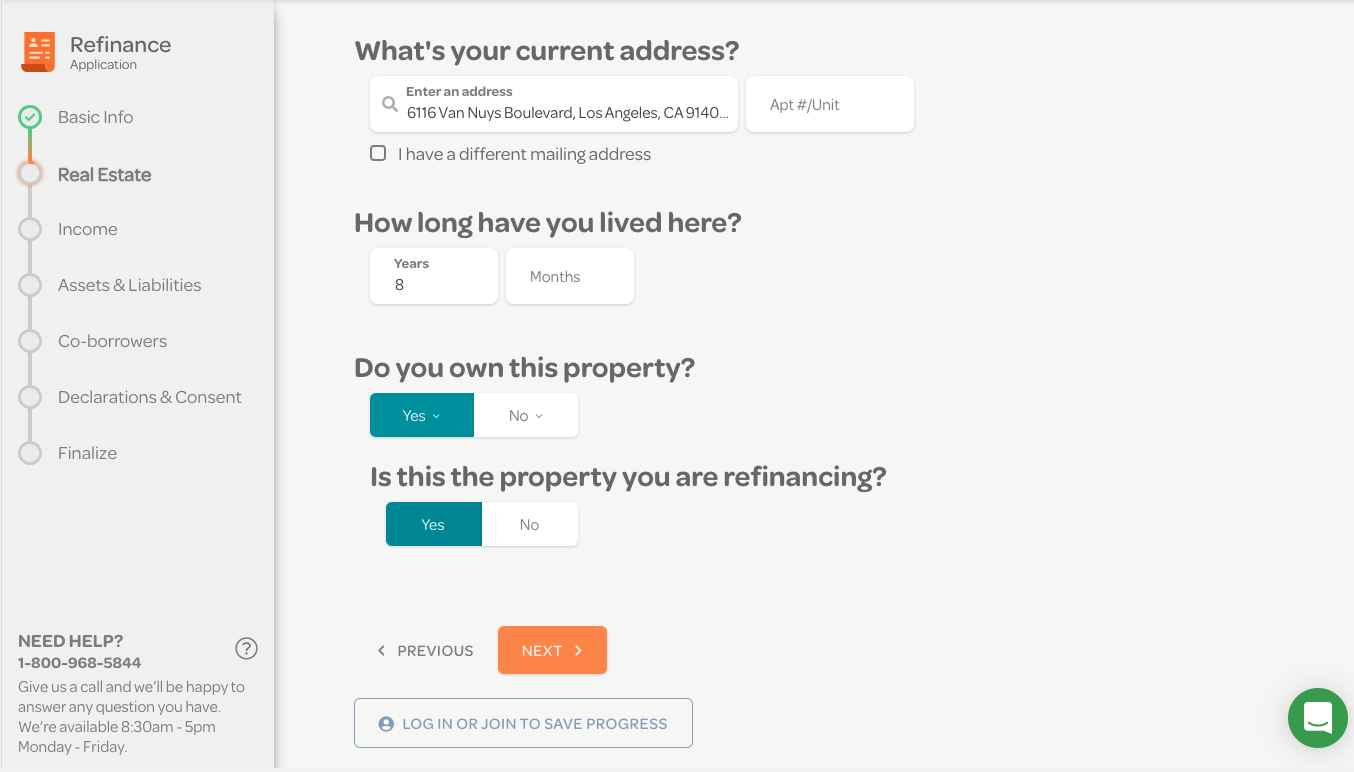 Refinance
Application
Basic Info
Real Estate
Income
Assets & Liabilities
Co-borrowers
Declarations & Consent
Finalize
NEED HELP?
1-800-968-5844
Give us a call and we'll be happy to
answer any question you have.
We're available 8:30am - 5pm
Monday - Friday.
What's your current address?
Enter an address
6116 Van Nuys Boulevard, Los Angeles, CA 9140...
Apt #/Unit
I have a different mailing address
How long have you lived here?
Years
8
Months
Do you own this property?
Yes
No
Is this the property you are refinancing?
Yes
No
PREVIOUS
NEXT
LOG IN OR JOIN TO SAVE PROGRESS